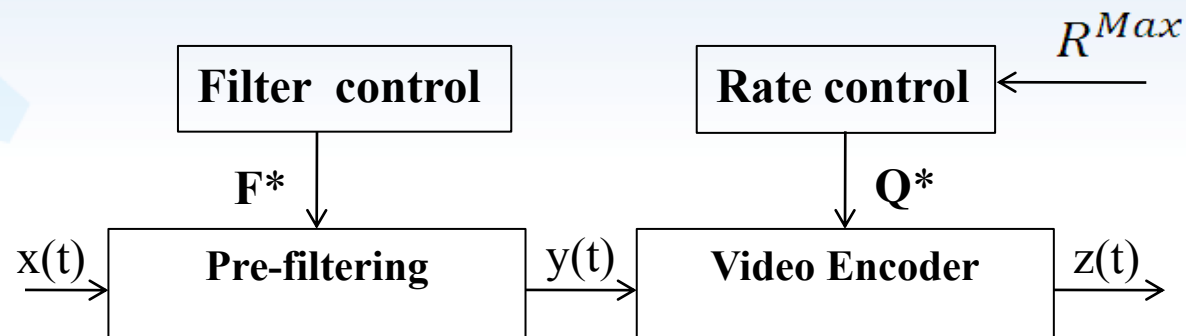 R^{Max}
Filter control
Rate control
F*
Q*
x(t)
Pre-filtering
y(t)
Video Encoder
z(t)